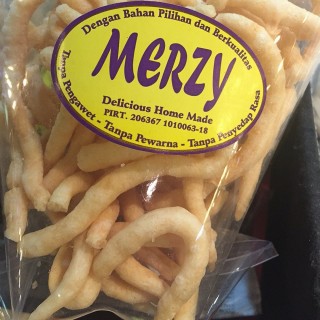 Dengan Bahan Pilihan dan Berkualitas
MERZY
Delicious Home Made
PIRT. 206367 1010063-18
Tanpa Pengawet - Tanpa Pewarna - Tanpa Penyedap Rasa